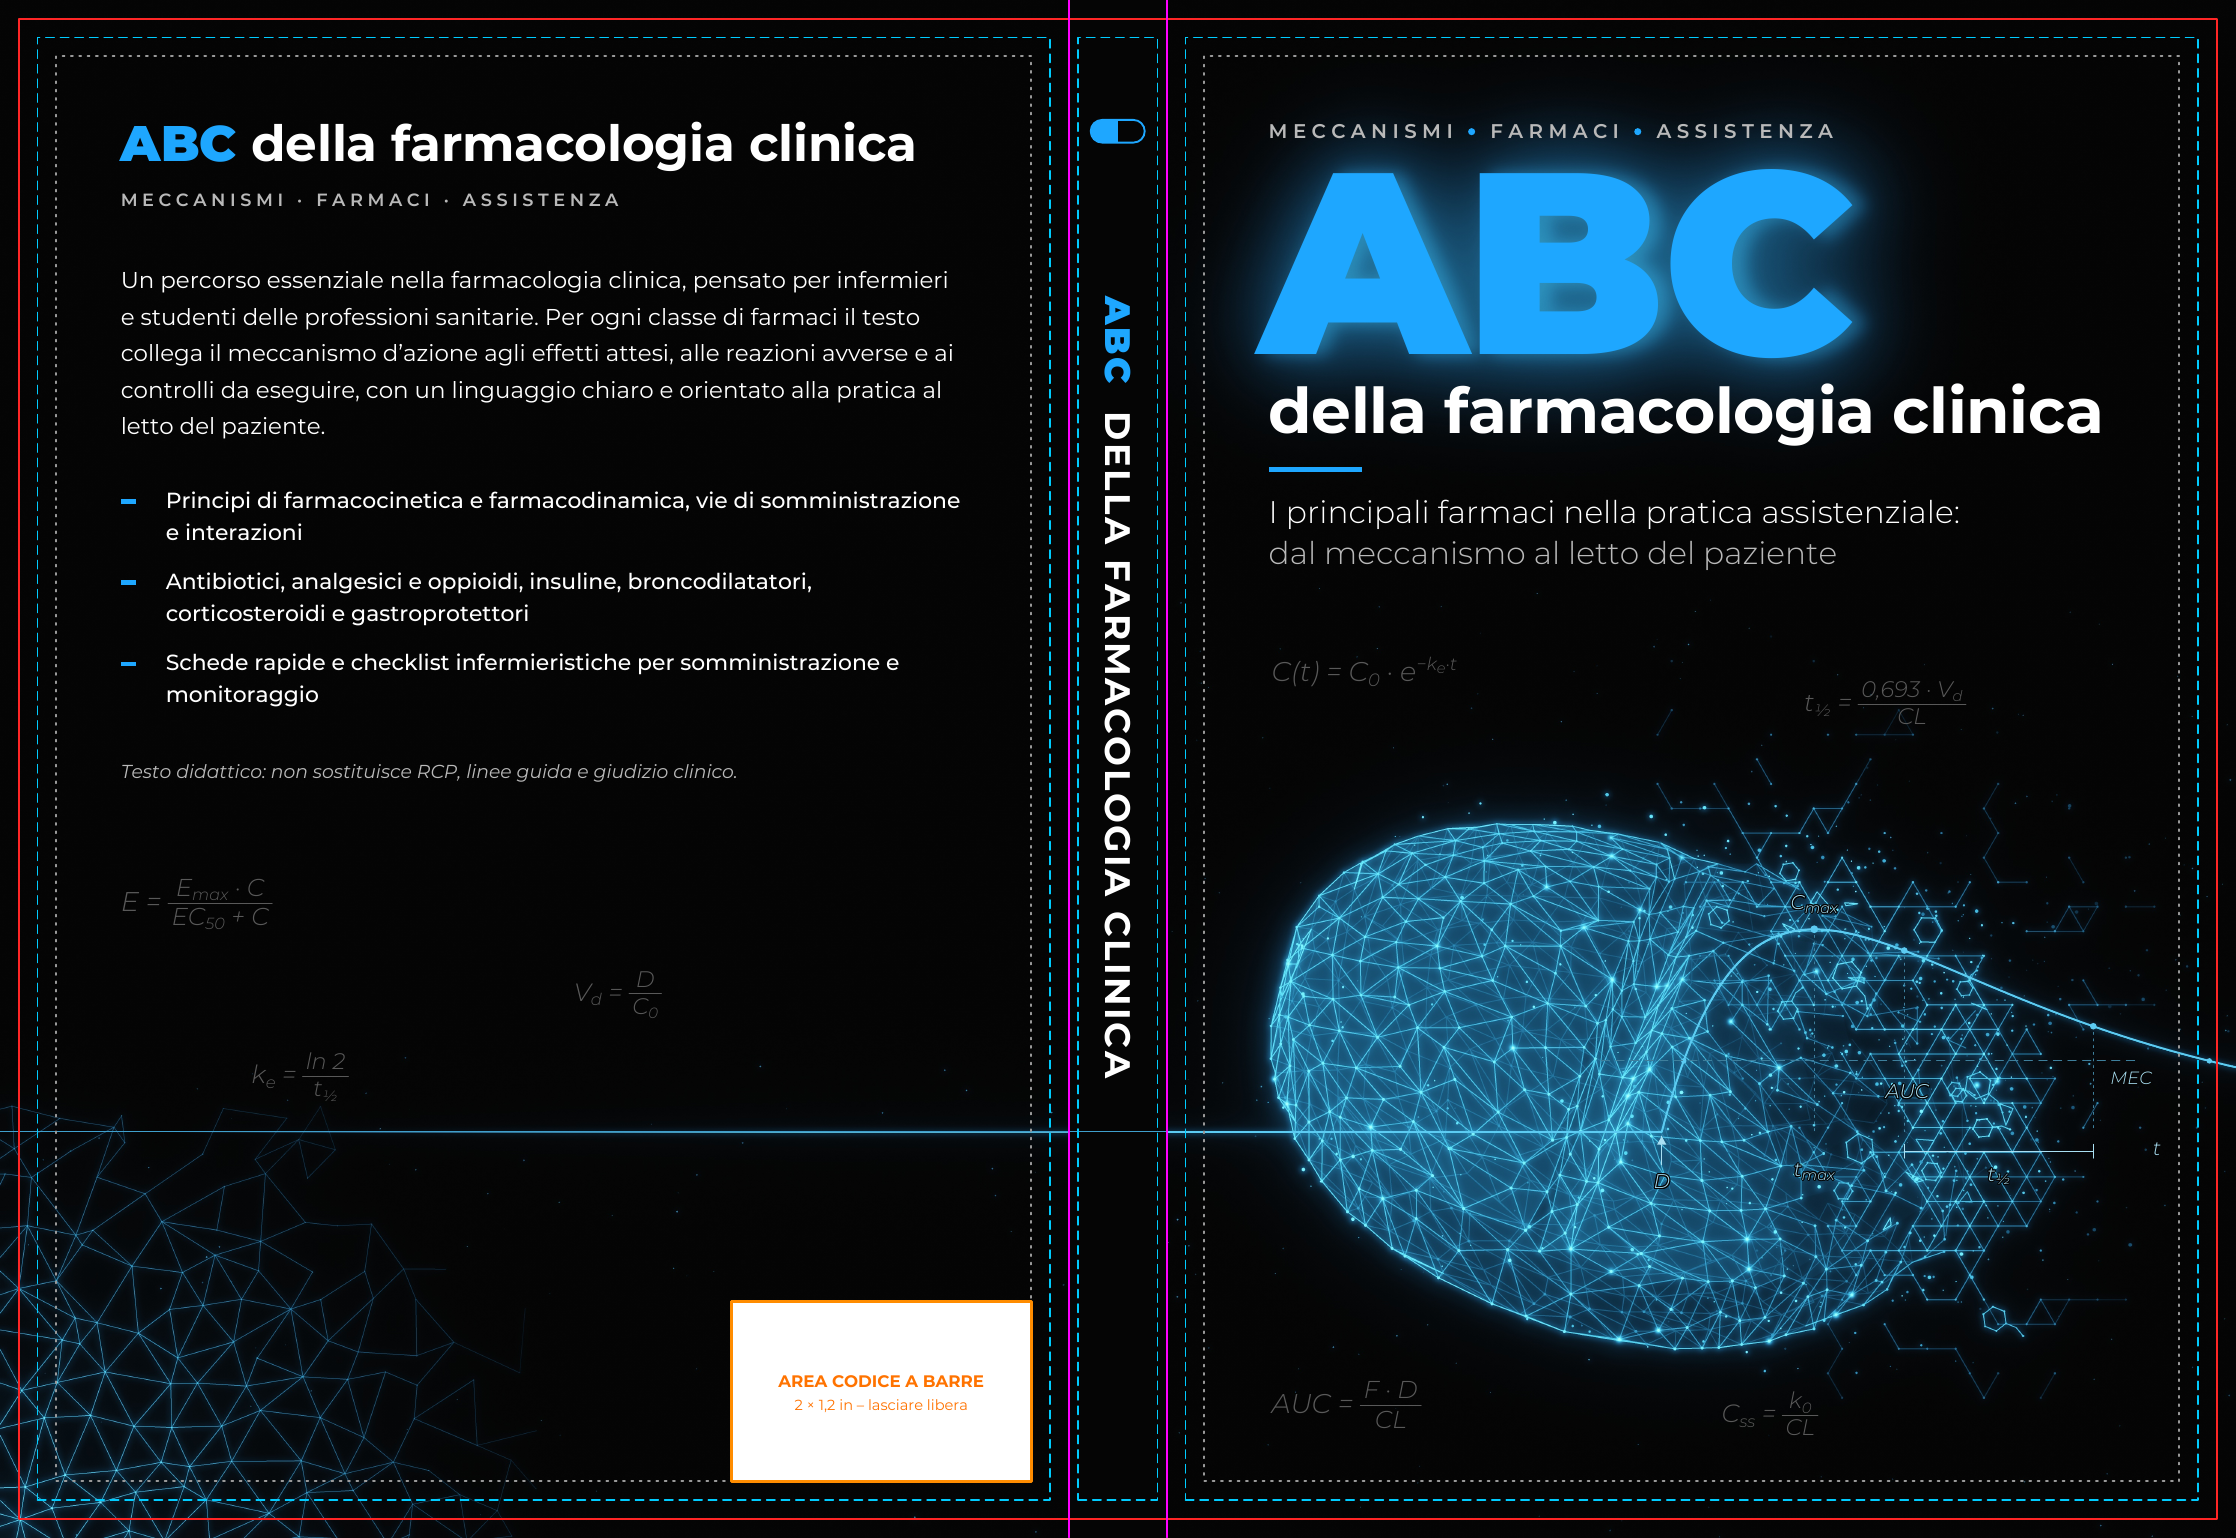 ABC della farmacologia clinica
MECCANISMI · FARMACI · ASSISTENZA
Un percorso essenziale nella farmacologia clinica, pensato per infermieri
e studenti delle professioni sanitarie. Per ogni classe di farmaci il testo
collega il meccanismo d’azione agli effetti attesi, alle reazioni avverse e ai
controlli da eseguire, con un linguaggio chiaro e orientato alla pratica al
letto del paziente.
Principi di farmacocinetica e farmacodinamica, vie di somministrazione
e interazioni
Antibiotici, analgesici e oppioidi, insuline, broncodilatatori,
corticosteroidi e gastroprotettori
Schede rapide e checklist infermieristiche per somministrazione e
monitoraggio
Testo didattico: non sostituisce RCP, linee guida e giudizio clinico.
E = Emax · C / EC50 + C
Vd = D / C0
ke = ln 2 / t½
AREA CODICE A BARRE
2 × 1,2 in – lasciare libera
ABC DELLA FARMACOLOGIA CLINICA
MECCANISMI • FARMACI • ASSISTENZA
ABC
della farmacologia clinica
I principali farmaci nella pratica assistenziale:
dal meccanismo al letto del paziente
C(t) = C0 · e−ke·t
t½ = 0,693 · Vd / CL
Cmax
MEC
AUC
t
D
tmax
t½
AUC = F · D / CL
Css = k0 / CL